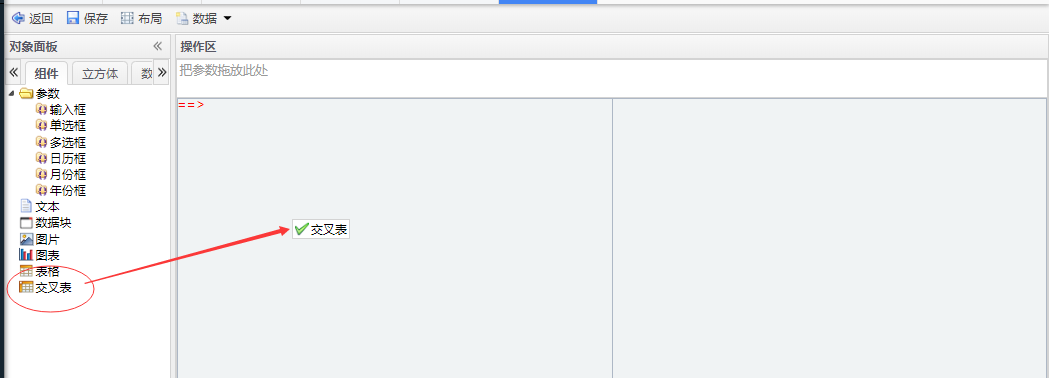 返回 保存 布局 数据
对象面板
操作区
组件 立方体 数
把参数拖放此处
参数
==>
输入框
单选框
多选框
日历框
月份框
年份框
文本
数据块
交叉表
图片
图表
表格
交叉表